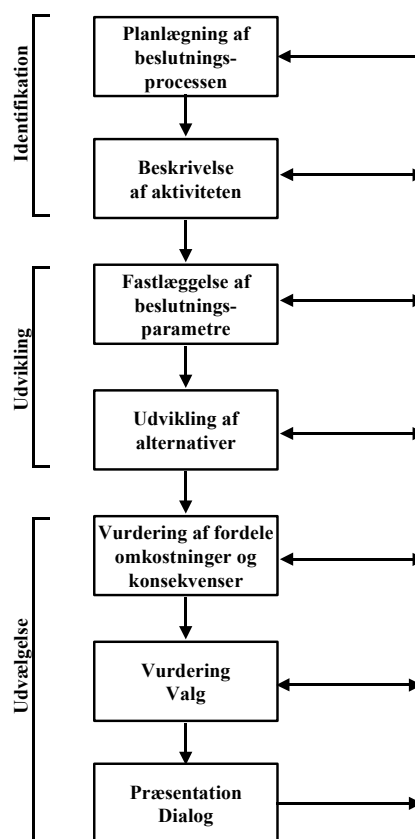 Identifikation
Planlægning af
beslutnings-
processen
Beskrivelse
af aktiviteten
Udvikling
Fastlæggelse af
beslutnings-
parametre
Udvikling af
alternativer
Udvælgelse
Vurdering af fordele
omkostninger og
konsekvenser
Vurdering
Valg
Præsentation
Dialog